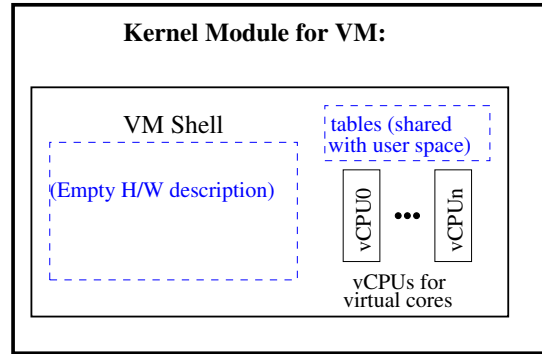 Kernel Module for VM:
VM Shell
(Empty H/W description)
tables (shared
with user space)
vCPU0
•••
vCPUn
vCPUs for
virtual cores